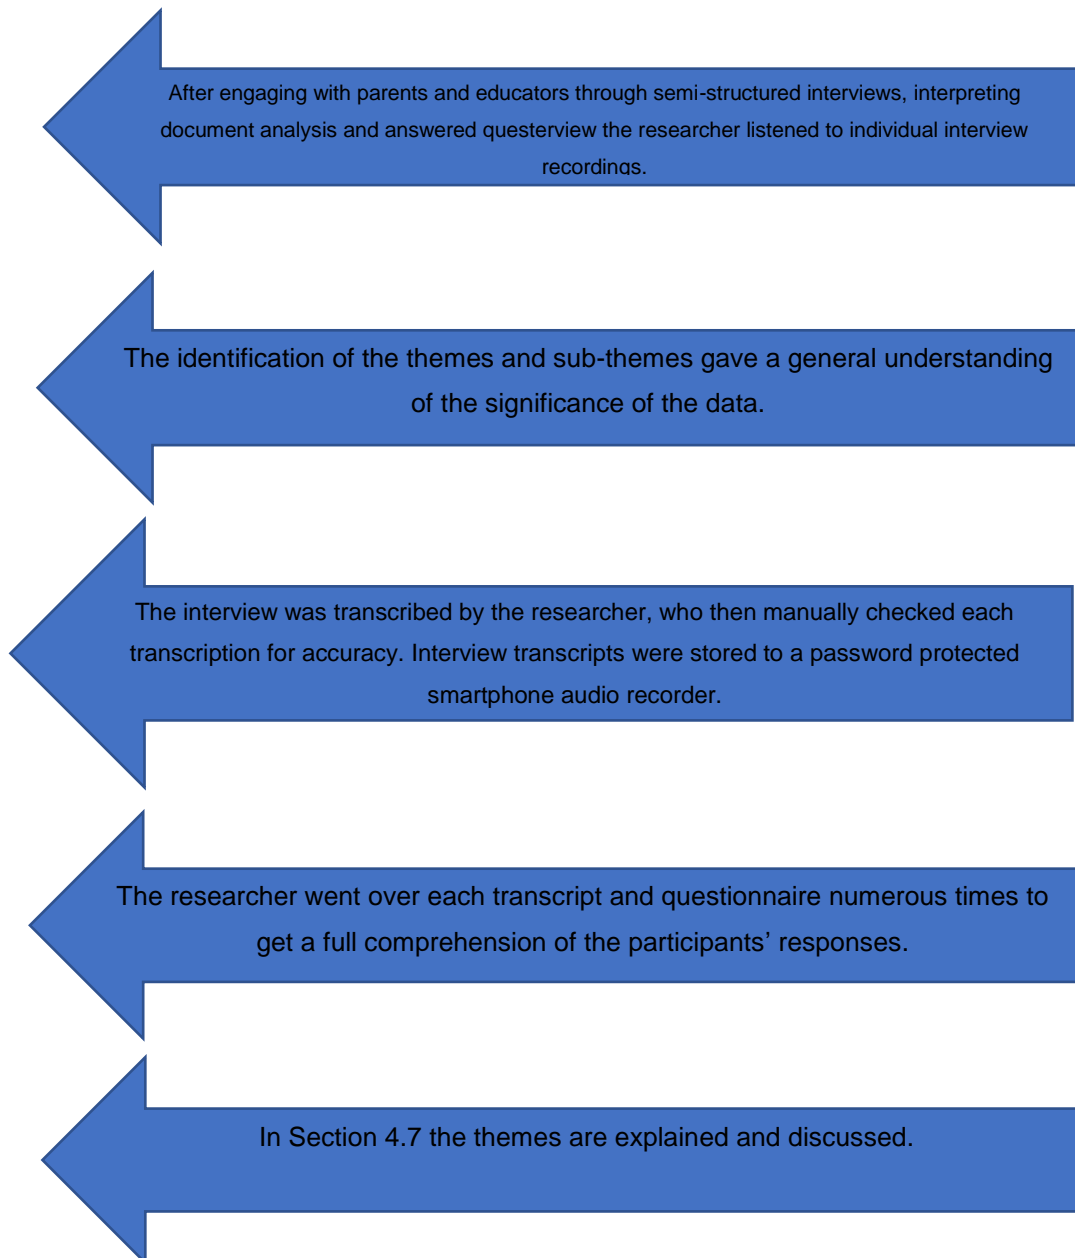 After engaging with parents and educators through semi-structured interviews, interpreting
document analysis and answered questerview the researcher listened to individual interview
recordings.
The identification of the themes and sub-themes gave a general understanding
of the significance of the data.
The interview was transcribed by the researcher, who then manually checked each
transcription for accuracy. Interview transcripts were stored to a password protected
smartphone audio recorder.
The researcher went over each transcript and questionnaire numerous times to
get a full comprehension of the participants’ responses.
In Section 4.7 the themes are explained and discussed.